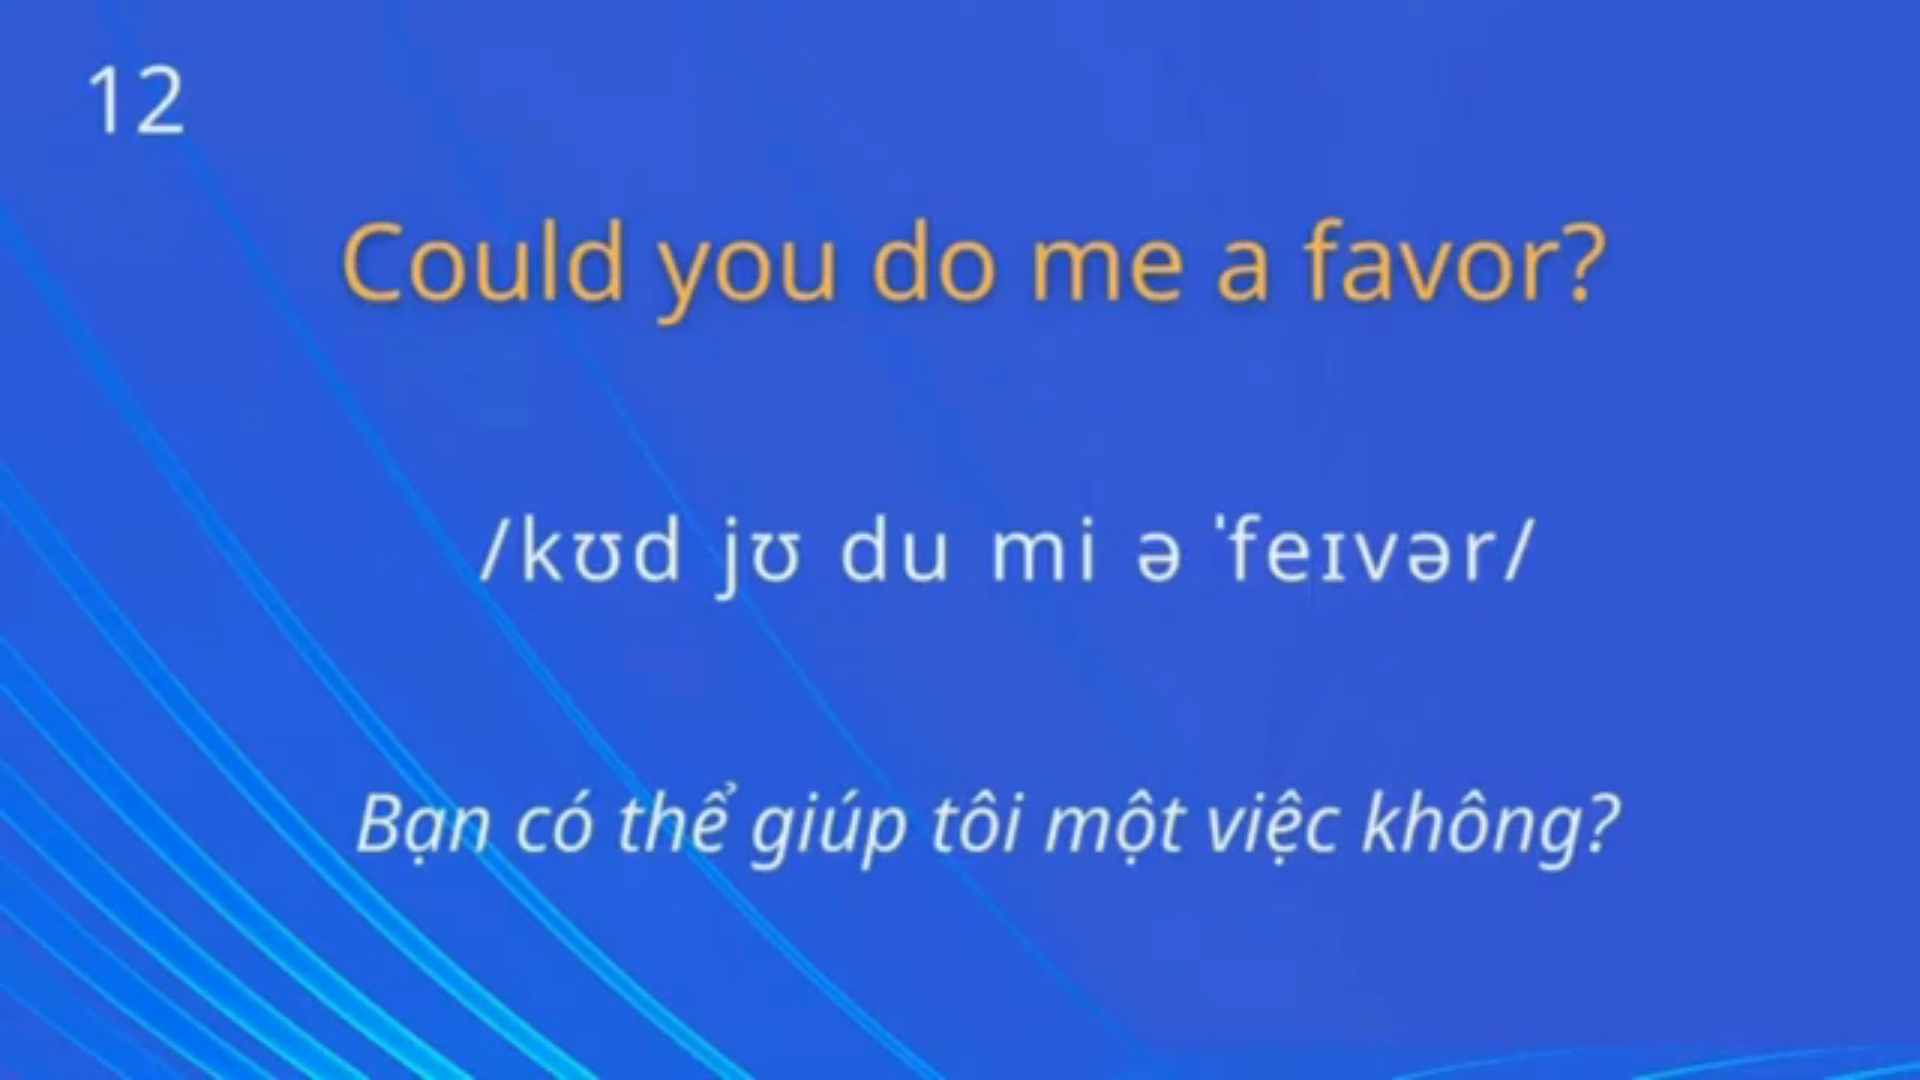 12
Could you do me a favor?
/kʊd jʊ du mi ə ˈfeɪvər/
Bạn có thể giúp tôi một việc không?